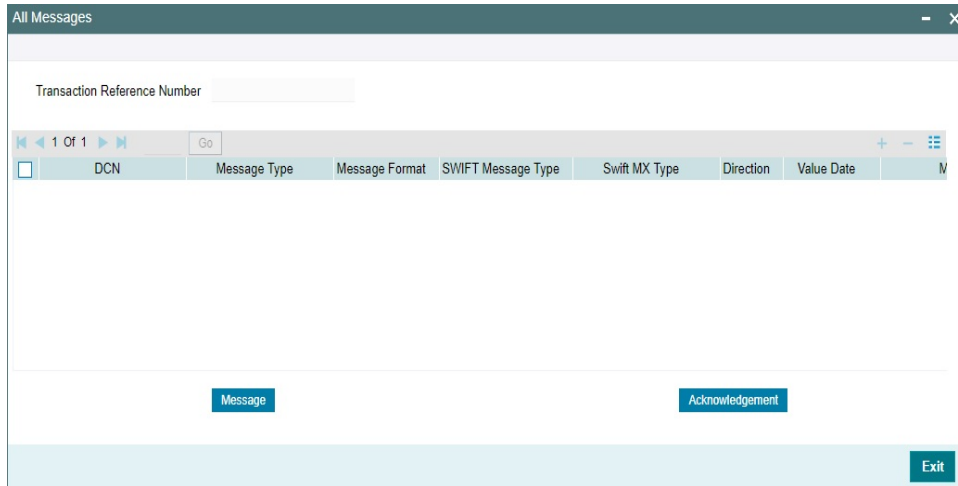 All Messages
Transaction Reference Number
1 Of 1 Go
DCN Message Type Message Format SWIFT Message Type Swift MX Type Direction Value Date
Message Acknowledgement
Exit